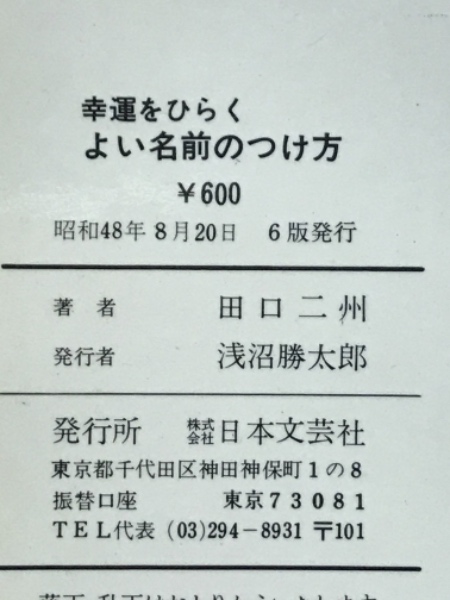 幸運をひらく
よい名前のつけ方
￥600
昭和48年8月20日　6版発行
著者　田口二州
発行者　浅沼勝太郎
発行所　株式会社日本文芸社
東京都千代田区神田神保町1の8
振替口座　東京73081
TEL代表 (03)294－8931 〒101